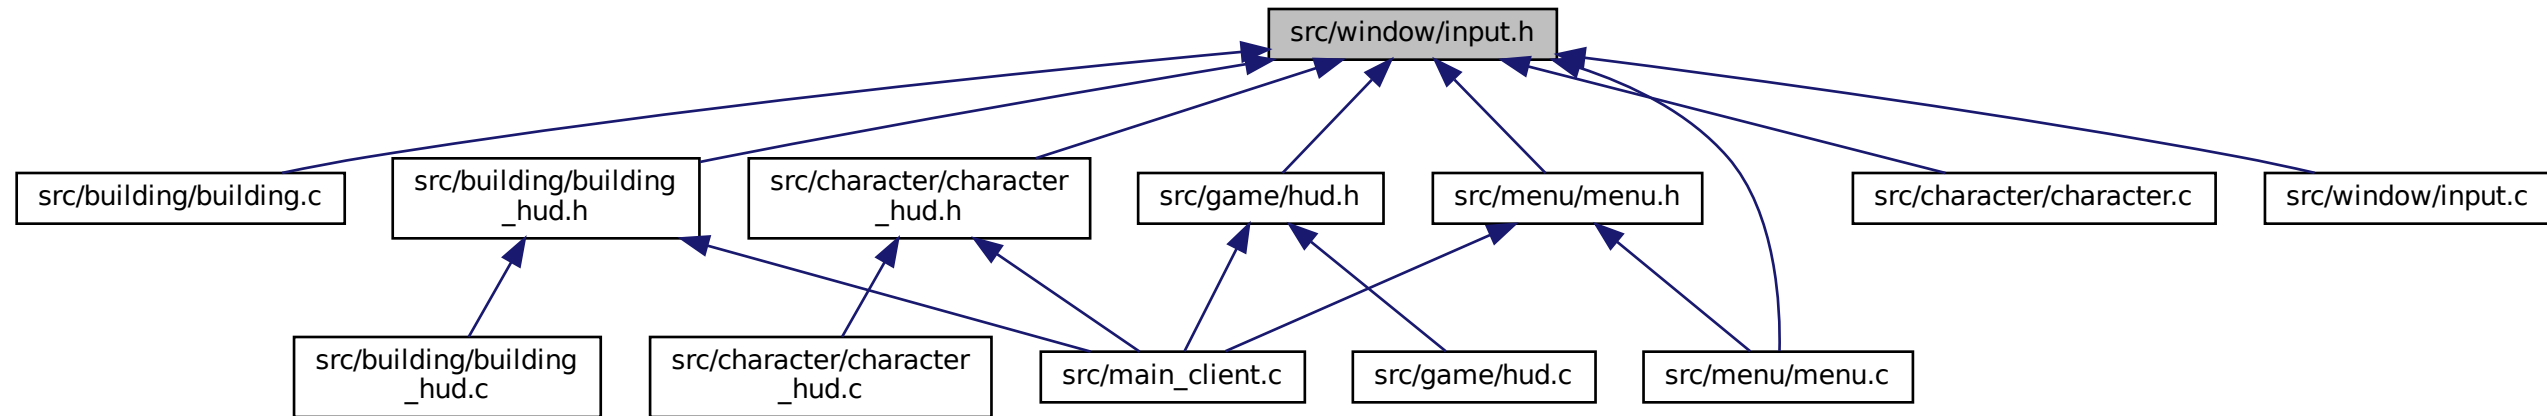 src/window/input.h
src/building/building.c
src/building/building
_hud.h
src/character/character
_hud.h
src/game/hud.h
src/menu/menu.h
src/character/character.c
src/window/input.c
src/building/building
_hud.c
src/character/character
_hud.c
src/main_client.c
src/game/hud.c
src/menu/menu.c